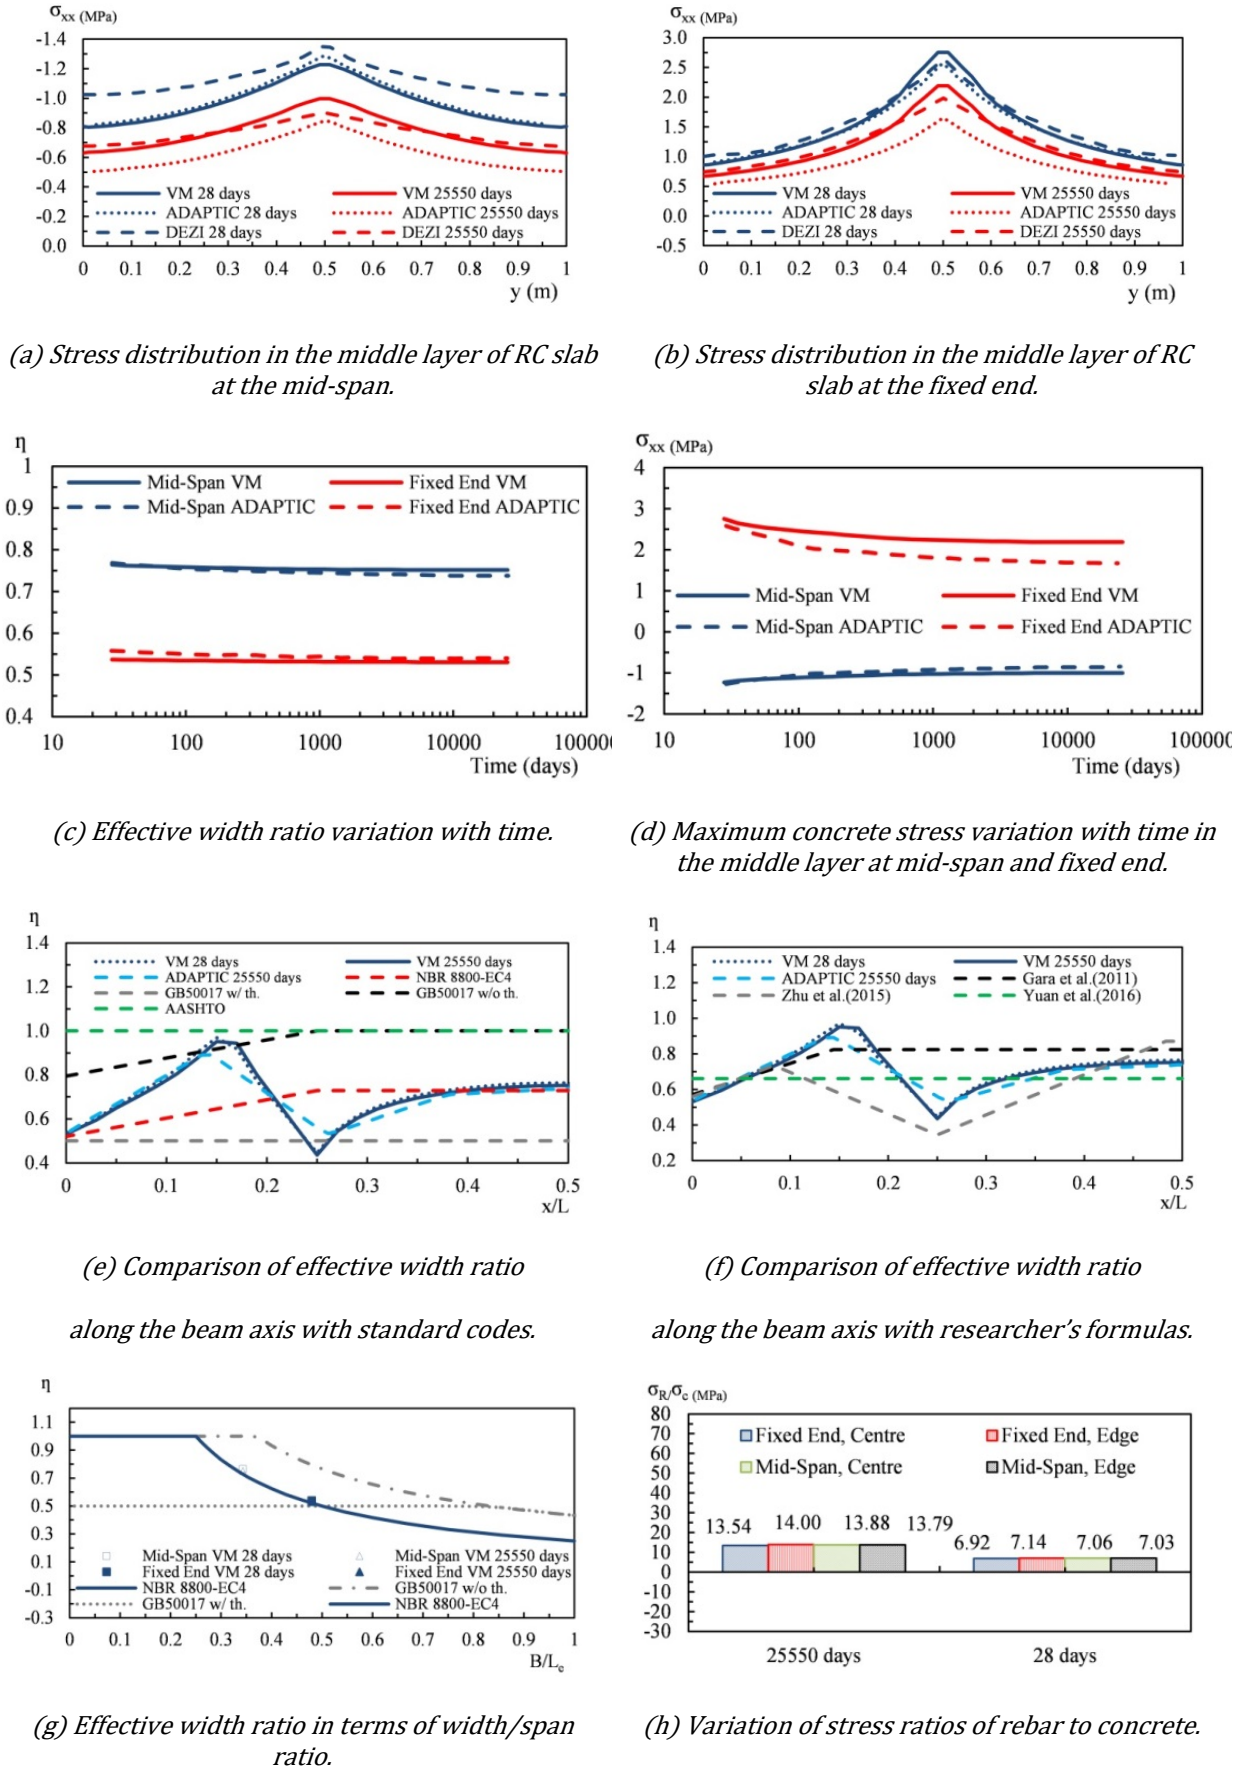 σxx (MPa)
-1.4
-1.2
-1.0
-0.8
-0.6
-0.4
-0.2
0.0
VM 28 days
VM 25550 days
ADAPTIC 28 days
ADAPTIC 25550 days
DEZI 28 days
DEZI 25550 days
0 0.1 0.2 0.3 0.4 0.5 0.6 0.7 0.8 0.9 1
y (m)
(a) Stress distribution in the middle layer of RC slab
at the mid-span.
σxx (MPa)
3.0
2.5
2.0
1.5
1.0
0.5
0.0
-0.5
VM 28 days
VM 25550 days
ADAPTIC 28 days
ADAPTIC 25550 days
DEZI 28 days
DEZI 25550 days
0 0.1 0.2 0.3 0.4 0.5 0.6 0.7 0.8 0.9 1
y (m)
(b) Stress distribution in the middle layer of RC
slab at the fixed end.
η
1
0.9
0.8
0.7
0.6
0.5
0.4
Mid-Span VM
Fixed End VM
Mid-Span ADAPTIC
Fixed End ADAPTIC
10 100 1000 10000 100000
Time (days)
(c) Effective width ratio variation with time.
σxx (MPa)
4
3
2
1
0
-1
-2
Mid-Span VM
Fixed End VM
Mid-Span ADAPTIC
Fixed End ADAPTIC
10 100 1000 10000 100000
Time (days)
(d) Maximum concrete stress variation with time in
the middle layer at mid-span and fixed end.
η
1.4
1.2
1.0
0.8
0.6
0.4
VM 28 days
VM 25550 days
ADAPTIC 25550 days
NBR 8800-EC4
GB50017 w/ th.
GB50017 w/o th.
AASHTO
0 0.1 0.2 0.3 0.4 0.5
x/L
(e) Comparison of effective width ratio
along the beam axis with standard codes.
η
1.4
1.2
1.0
0.8
0.6
0.4
0.2
VM 28 days
VM 25550 days
ADAPTIC 25550 days
Gara et al.(2011)
Zhu et al.(2015)
Yuan et al.(2016)
0 0.1 0.2 0.3 0.4 0.5
x/L
(f) Comparison of effective width ratio
along the beam axis with researcher's formulas.
η
1.1
0.9
0.7
0.5
0.3
0.1
-0.1
-0.3
Mid-Span VM 28 days
Mid-Span VM 25550 days
Fixed End VM 28 days
Fixed End VM 25550 days
NBR 8800-EC4
GB50017 w/o th.
GB50017 w/ th.
NBR 8800-EC4
0 0.1 0.2 0.3 0.4 0.5 0.6 0.7 0.8 0.9 1
B/Le
(g) Effective width ratio in terms of width/span
ratio.
σR/σc (MPa)
80
70
60
50
40
30
20
10
0
-10
-20
-30
Fixed End, Centre
Fixed End, Edge
Mid-Span, Centre
Mid-Span, Edge
13.54 14.00 13.88 13.79
6.92 7.14 7.06 7.03
25550 days
28 days
(h) Variation of stress ratios of rebar to concrete.